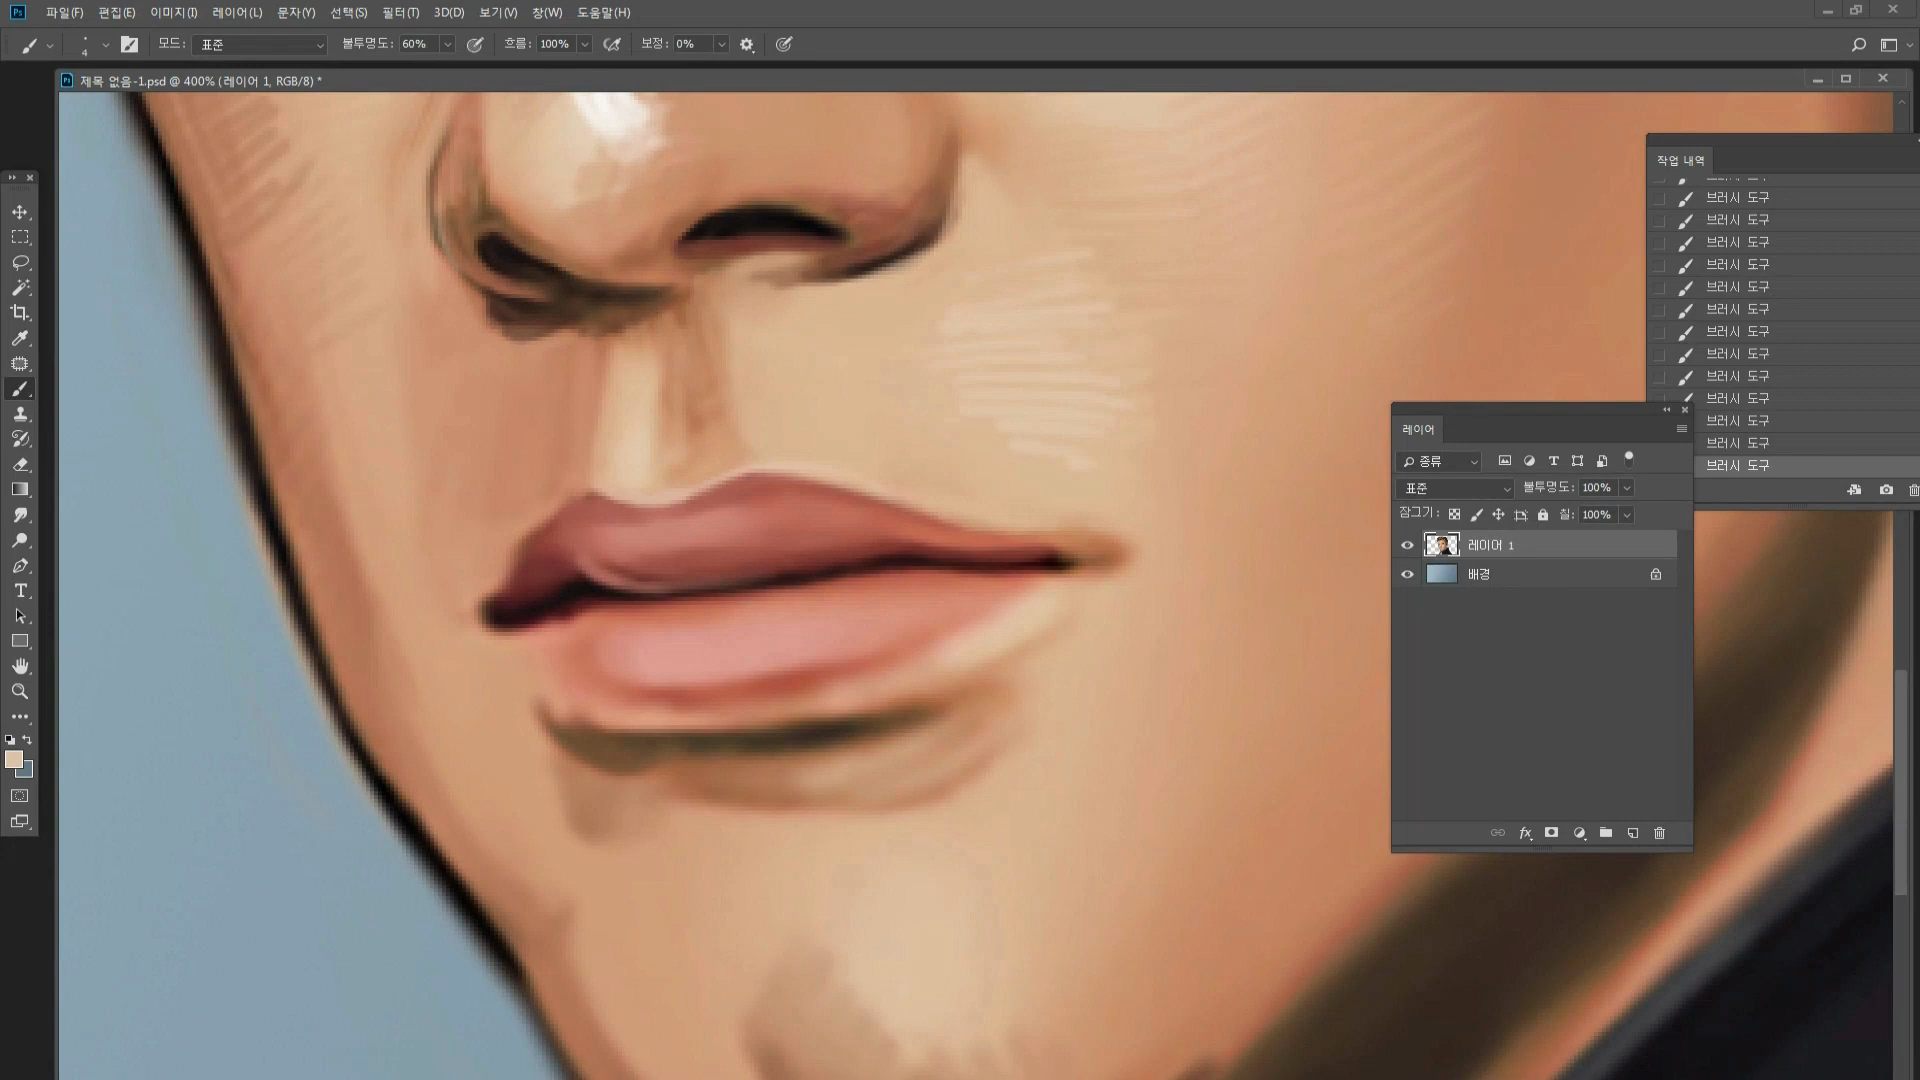 Ps 파일(F) 편집(E) 이미지(I) 레이어(L) 문자(Y) 선택(S) 필터(T) 3D(D) 보기(V) 창(W) 도움말(H)
4 모드: 표준 불투명도: 60% 흐름: 100% 보정: 0%
제목 없음-1.psd @ 400% (레이어 1, RGB/8) *
작업 내역
브러시 도구
브러시 도구
브러시 도구
브러시 도구
브러시 도구
브러시 도구
브러시 도구
브러시 도구
브러시 도구
브러시 도구
브러시 도구
브러시 도구
브러시 도구
레이어
종류
표준 불투명도: 100%
잠그기: 칠: 100%
레이어 1
배경
fx